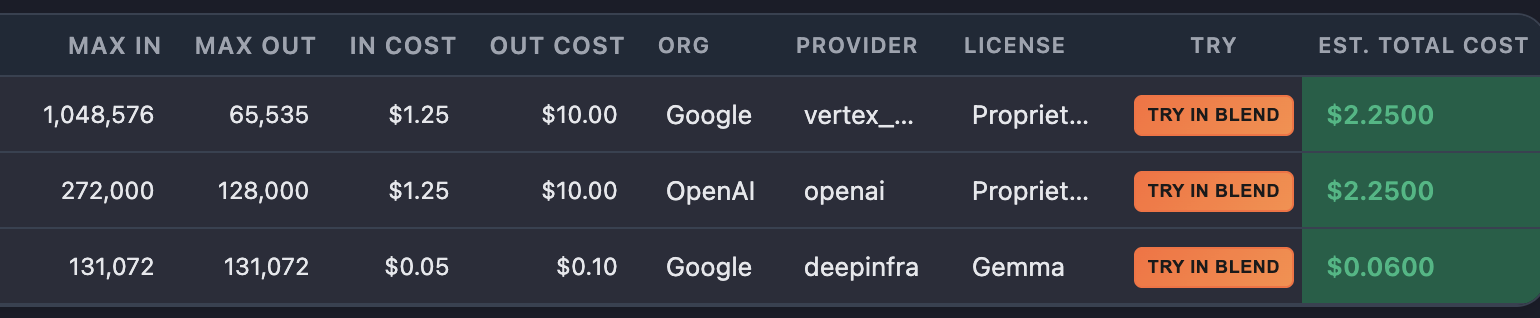 MAX IN MAX OUT IN COST OUT COST ORG PROVIDER LICENSE TRY EST. TOTAL COST
1,048,576 65,535 $1.25 $10.00 Google vertex_... Propriet... TRY IN BLEND $2.2500
272,000 128,000 $1.25 $10.00 OpenAI openai Propriet... TRY IN BLEND $2.2500
131,072 131,072 $0.05 $0.10 Google deepinfra Gemma TRY IN BLEND $0.0600